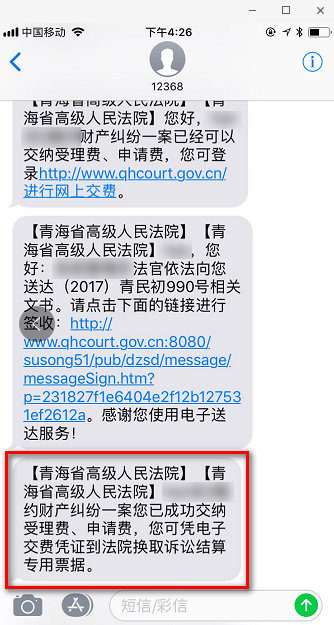 中国移动 下午4:26
12368
【青海省高级人民法院】【青
海省高级人民法院】您好，
财产纠纷一案已经可以
交纳受理费、申请费，您可登
录http://www.qhcourt.gov.cn/
进行网上交费。
【青海省高级人民法院】【青
海省高级人民法院】，您
好：法官依法向您
送达（2017）青民初990号相关
文书。请点击下面的链接进行
签收：http://
www.qhcourt.gov.cn:8080/
susong51/pub/dzsd/message/
messageSign.htm?
p=231827f1e6404e2f12b127531
ef2612a。感谢您使用电子送
达服务！
【青海省高级人民法院】【青
海省高级人民法院】
约财产纠纷一案您已成功交纳
受理费、申请费，您可凭电子
交费凭证到法院换取诉讼结算
专用票据。
短信/彩信